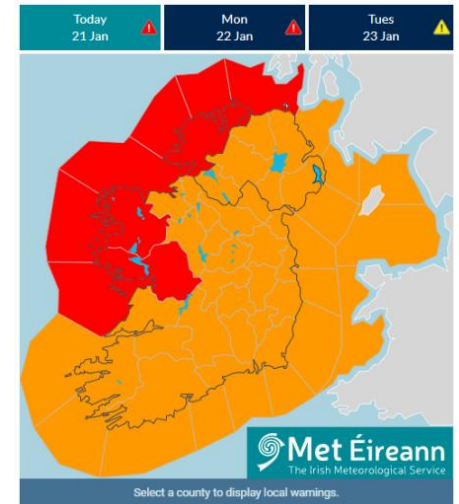 Today
21 Jan
Mon
22 Jan
Tues
23 Jan
Met Éireann
The Irish Meteorological Service
Select a county to display local warnings.